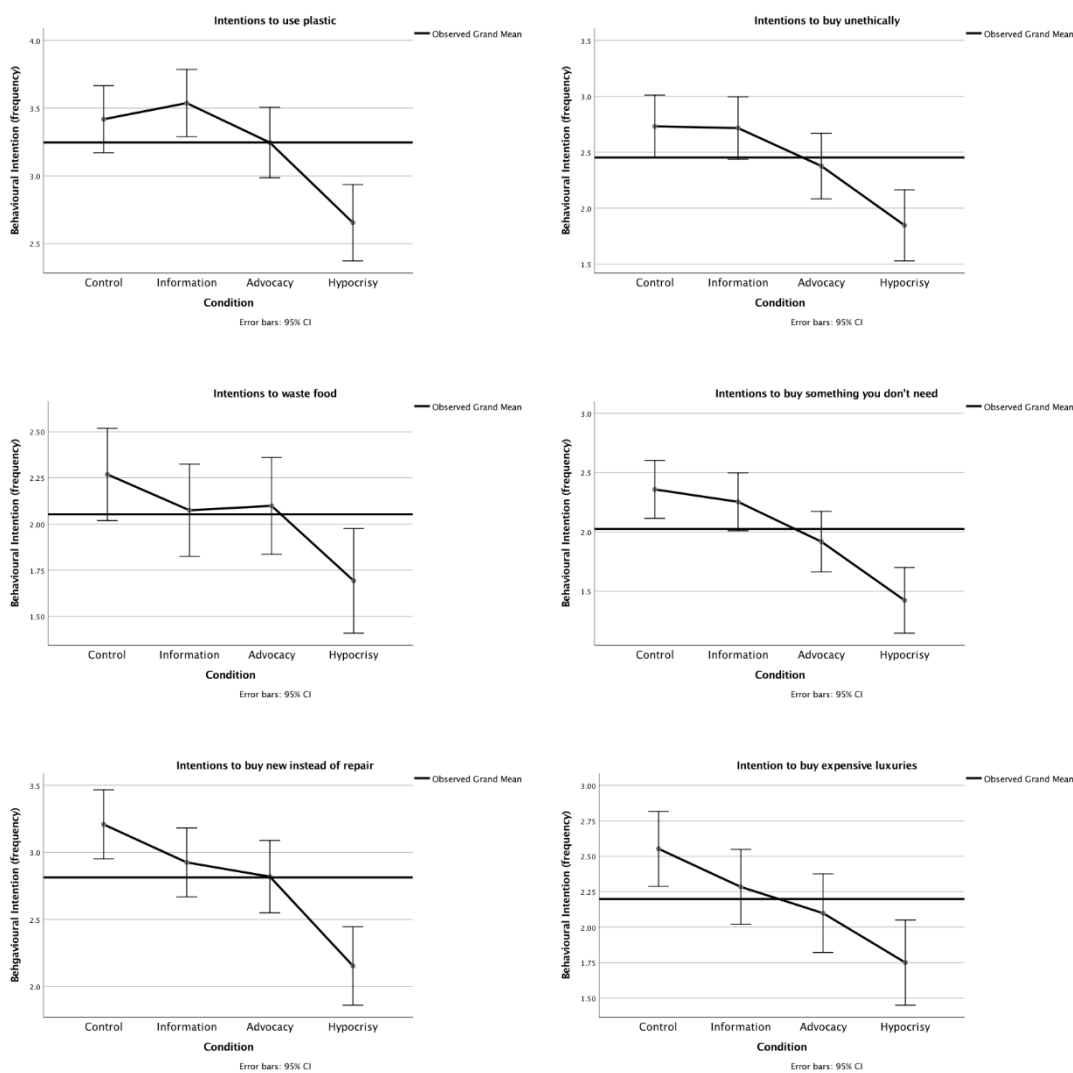 Intentions to use plastic
Observed Grand Mean
Behavioural Intention (frequency)
4.0
3.5
3.0
2.5
Control Information Advocacy Hypocrisy
Condition
Error bars: 95% CI
Intentions to buy unethically
Observed Grand Mean
Behavioural Intention (frequency)
3.5
3.0
2.5
2.0
1.5
Control Information Advocacy Hypocrisy
Condition
Error bars: 95% CI
Intentions to waste food
Observed Grand Mean
Behavioural Intention (frequency)
2.50
2.25
2.00
1.75
1.50
Control Information Advocacy Hypocrisy
Condition
Error bars: 95% CI
Intentions to buy something you don't need
Observed Grand Mean
Behavioural Intention (frequency)
3.0
2.5
2.0
1.5
Control Information Advocacy Hypocrisy
Condition
Error bars: 95% CI
Intentions to buy new instead of repair
Observed Grand Mean
Behgavioural Intention (frequency)
3.5
3.0
2.5
2.0
Control Information Advocacy Hypocrisy
Condition
Error bars: 95% CI
Intention to buy expensive luxuries
Observed Grand Mean
Behavioural Intention (frequency)
3.00
2.75
2.50
2.25
2.00
1.75
1.50
Control Information Advocacy Hypocrisy
Condition
Error bars: 95% CI